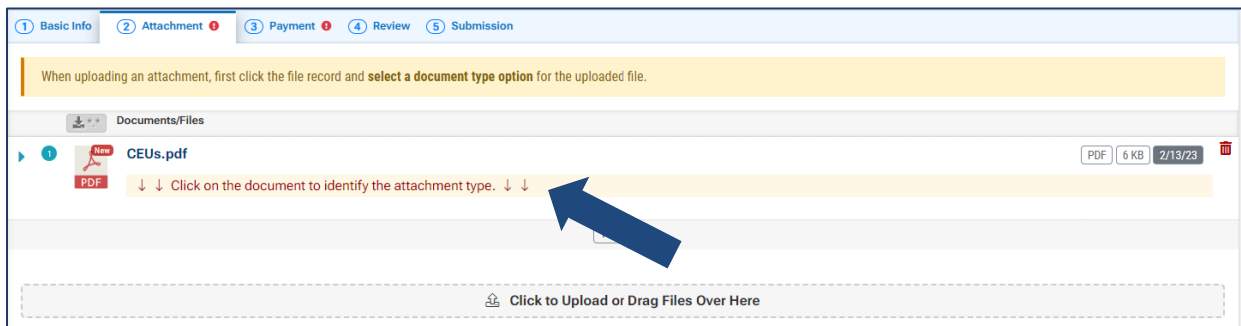 1 Basic Info 2 Attachment ! 3 Payment ! 4 Review 5 Submission
When uploading an attachment, first click the file record and select a document type option for the uploaded file.
*.* Documents/Files
1 New PDF CEUs.pdf PDF 6 KB 2/13/23
↓ ↓ Click on the document to identify the attachment type. ↓ ↓
Click to Upload or Drag Files Over Here